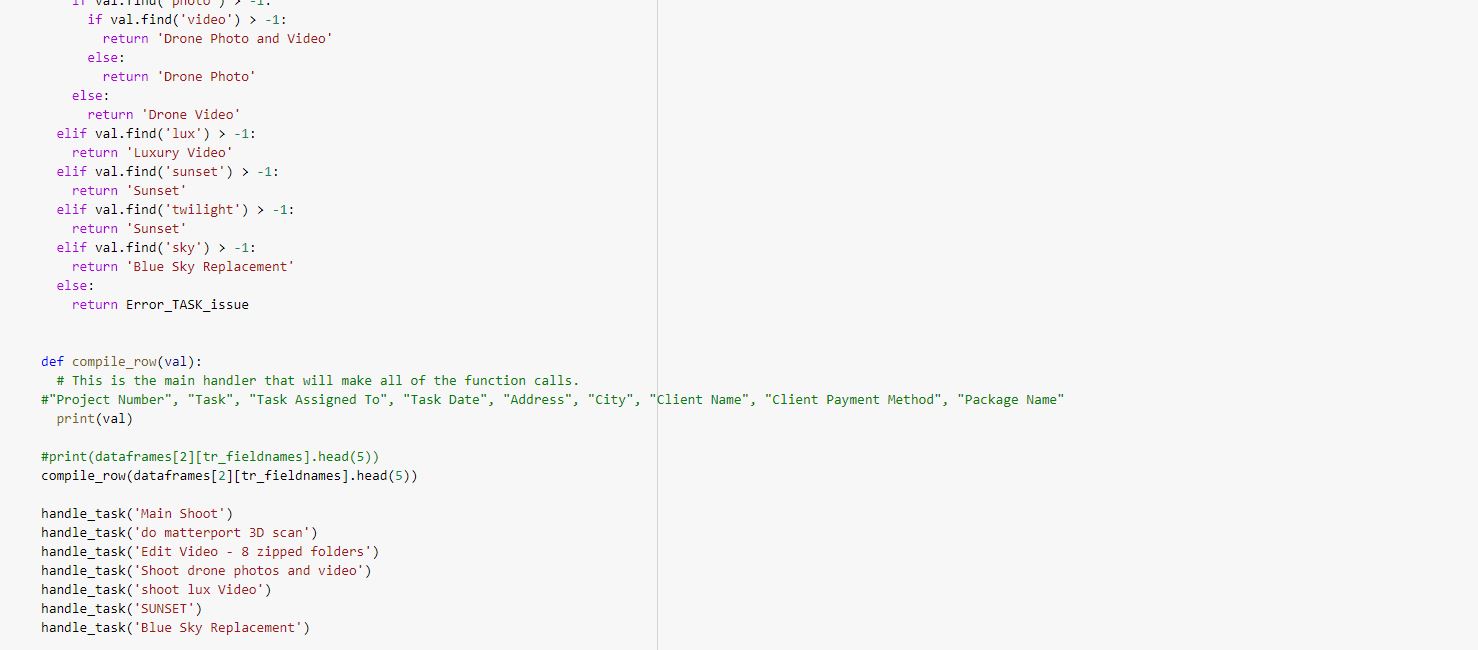 if val.find('photo') > -1:
if val.find('video') > -1:
return 'Drone Photo and Video'
else:
return 'Drone Photo'
else:
return 'Drone Video'
elif val.find('lux') > -1:
return 'Luxury Video'
elif val.find('sunset') > -1:
return 'Sunset'
elif val.find('twilight') > -1:
return 'Sunset'
elif val.find('sky') > -1:
return 'Blue Sky Replacement'
else:
return Error_TASK_issue
def compile_row(val):
# This is the main handler that will make all of the function calls.
#"Project Number", "Task", "Task Assigned To", "Task Date", "Address", "City", "Client Name", "Client Payment Method", "Package Name"
print(val)
#print(dataframes[2][tr_fieldnames].head(5))
compile_row(dataframes[2][tr_fieldnames].head(5))
handle_task('Main Shoot')
handle_task('do matterport 3D scan')
handle_task('Edit Video - 8 zipped folders')
handle_task('Shoot drone photos and video')
handle_task('shoot lux Video')
handle_task('SUNSET')
handle_task('Blue Sky Replacement')